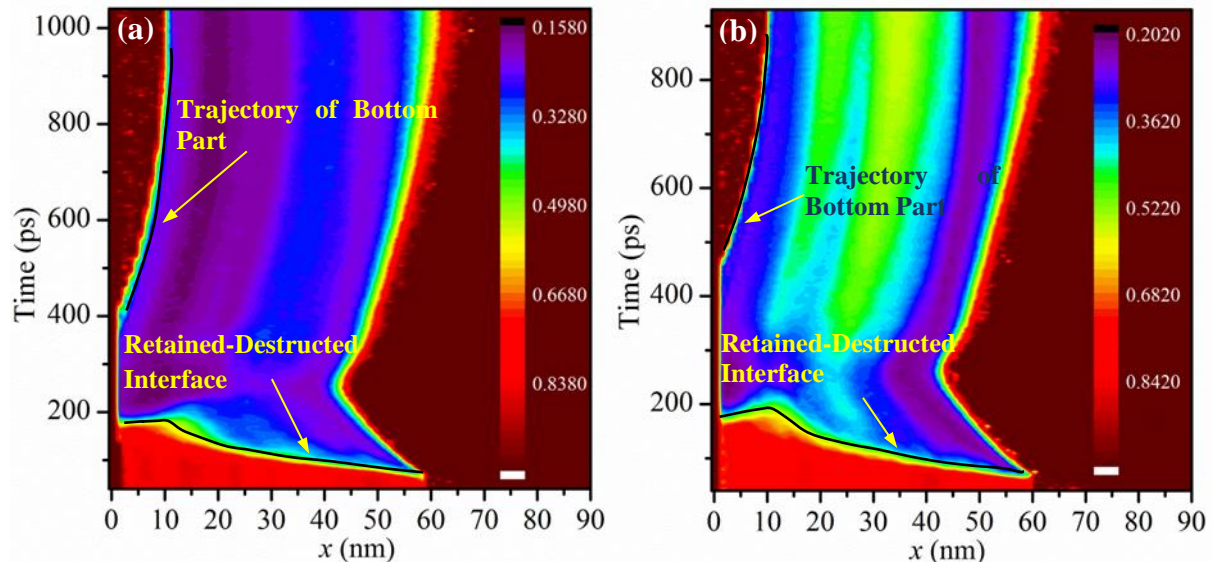 (a)
1000
800
600
400
200
Time (ps)
0 10 20 30 40 50 60 70 80 90
x (nm)
Trajectory of Bottom
Part
Retained-Destructed
Interface
0.1580
0.3280
0.4980
0.6680
0.8380
(b)
800
600
400
200
Time (ps)
0 10 20 30 40 50 60 70 80 90
x (nm)
Trajectory of
Bottom Part
Retained-Destructed
Interface
0.2020
0.3620
0.5220
0.6820
0.8420